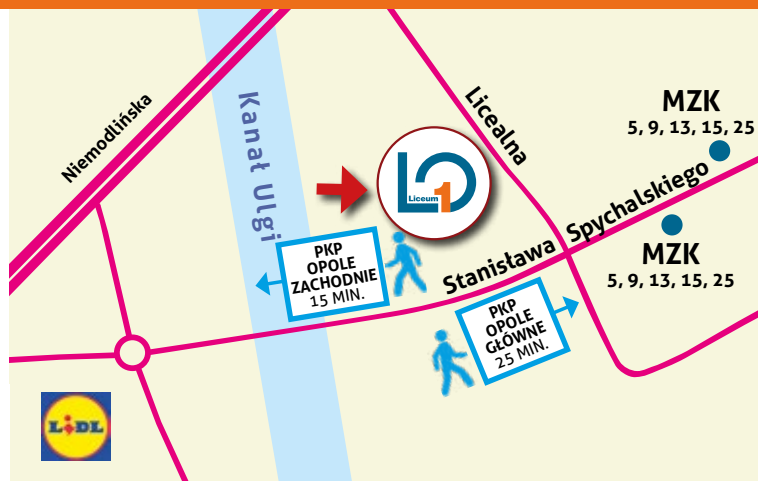 Niemodlińska
Kanał Ulgi
Licealna
MZK
5, 9, 13, 15, 25
LO
Liceum 1
Stanisława Spychalskiego
MZK
5, 9, 13, 15, 25
PKP
OPOLE
ZACHODNIE
15 MIN.
PKP
OPOLE
GŁÓWNE
25 MIN.
LiDL